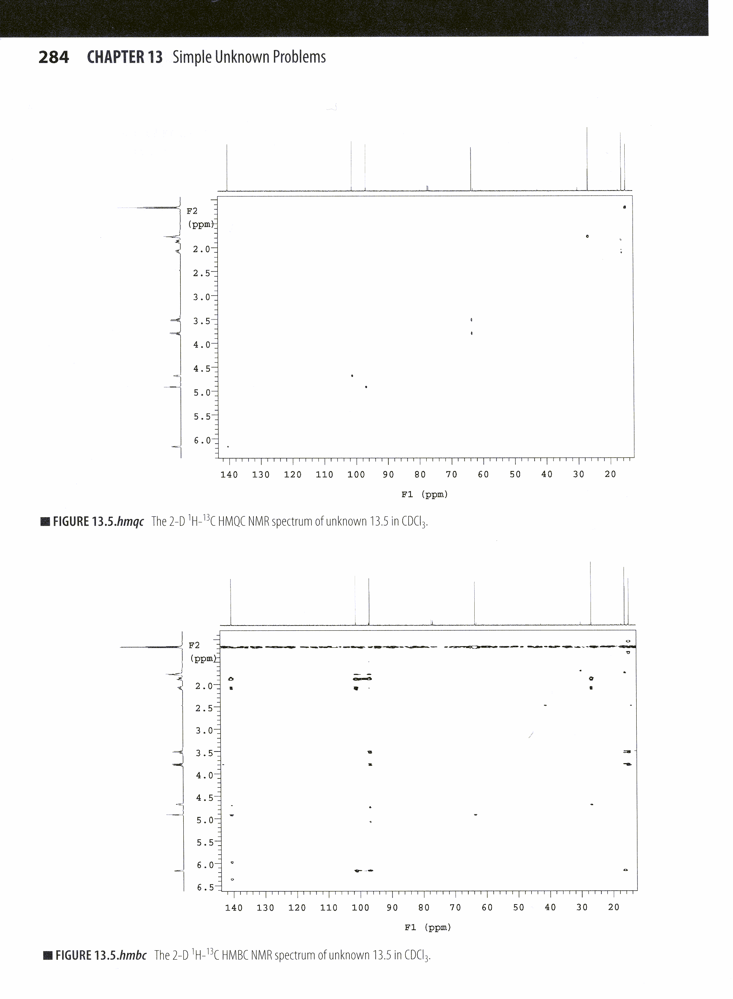 284 CHAPTER 13 Simple Unknown Problems
F2
(ppm)
2.0
2.5
3.0
3.5
4.0
4.5
5.0
5.5
6.0
140 130 120 110 100 90 80 70 60 50 40 30 20
F1 (ppm)
■ FIGURE 13.5.hmqc The 2-D ¹H–¹³C HMQC NMR spectrum of unknown 13.5 in CDCl₃.
F2
(ppm)
2.0
2.5
3.0
3.5
4.0
4.5
5.0
5.5
6.0
6.5
140 130 120 110 100 90 80 70 60 50 40 30 20
F1 (ppm)
■ FIGURE 13.5.hmbc The 2-D ¹H–¹³C HMBC NMR spectrum of unknown 13.5 in CDCl₃.